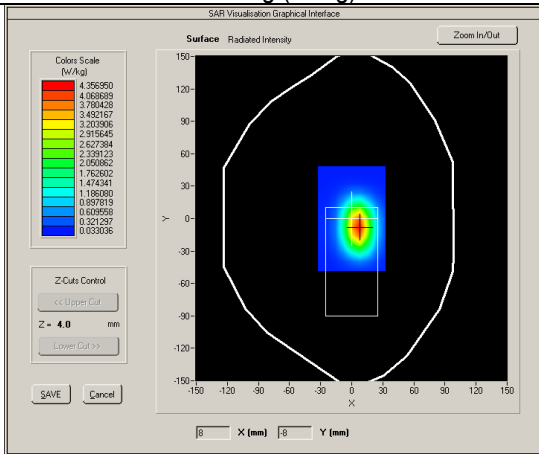 SAR Visualisation Graphical Interface
Surface Radiated Intensity
Zoom In/Out
Colors Scale
(W/kg)
4.356950
4.068689
3.780428
3.492167
3.203906
2.915645
2.627384
2.339123
2.050862
1.762602
1.474341
1.186080
0.897819
0.609558
0.321297
0.033036
Z-Cuts Control
<< Upper Cut
Z = 4.0 mm
Lower Cut >>
SAVE Cancel
150
120
90
60
30
0
-30
-60
-90
-120
-150
Y
-150 -120 -90 -60 -30 0 30 60 90 120 150
X
8 X (mm) -8 Y (mm)